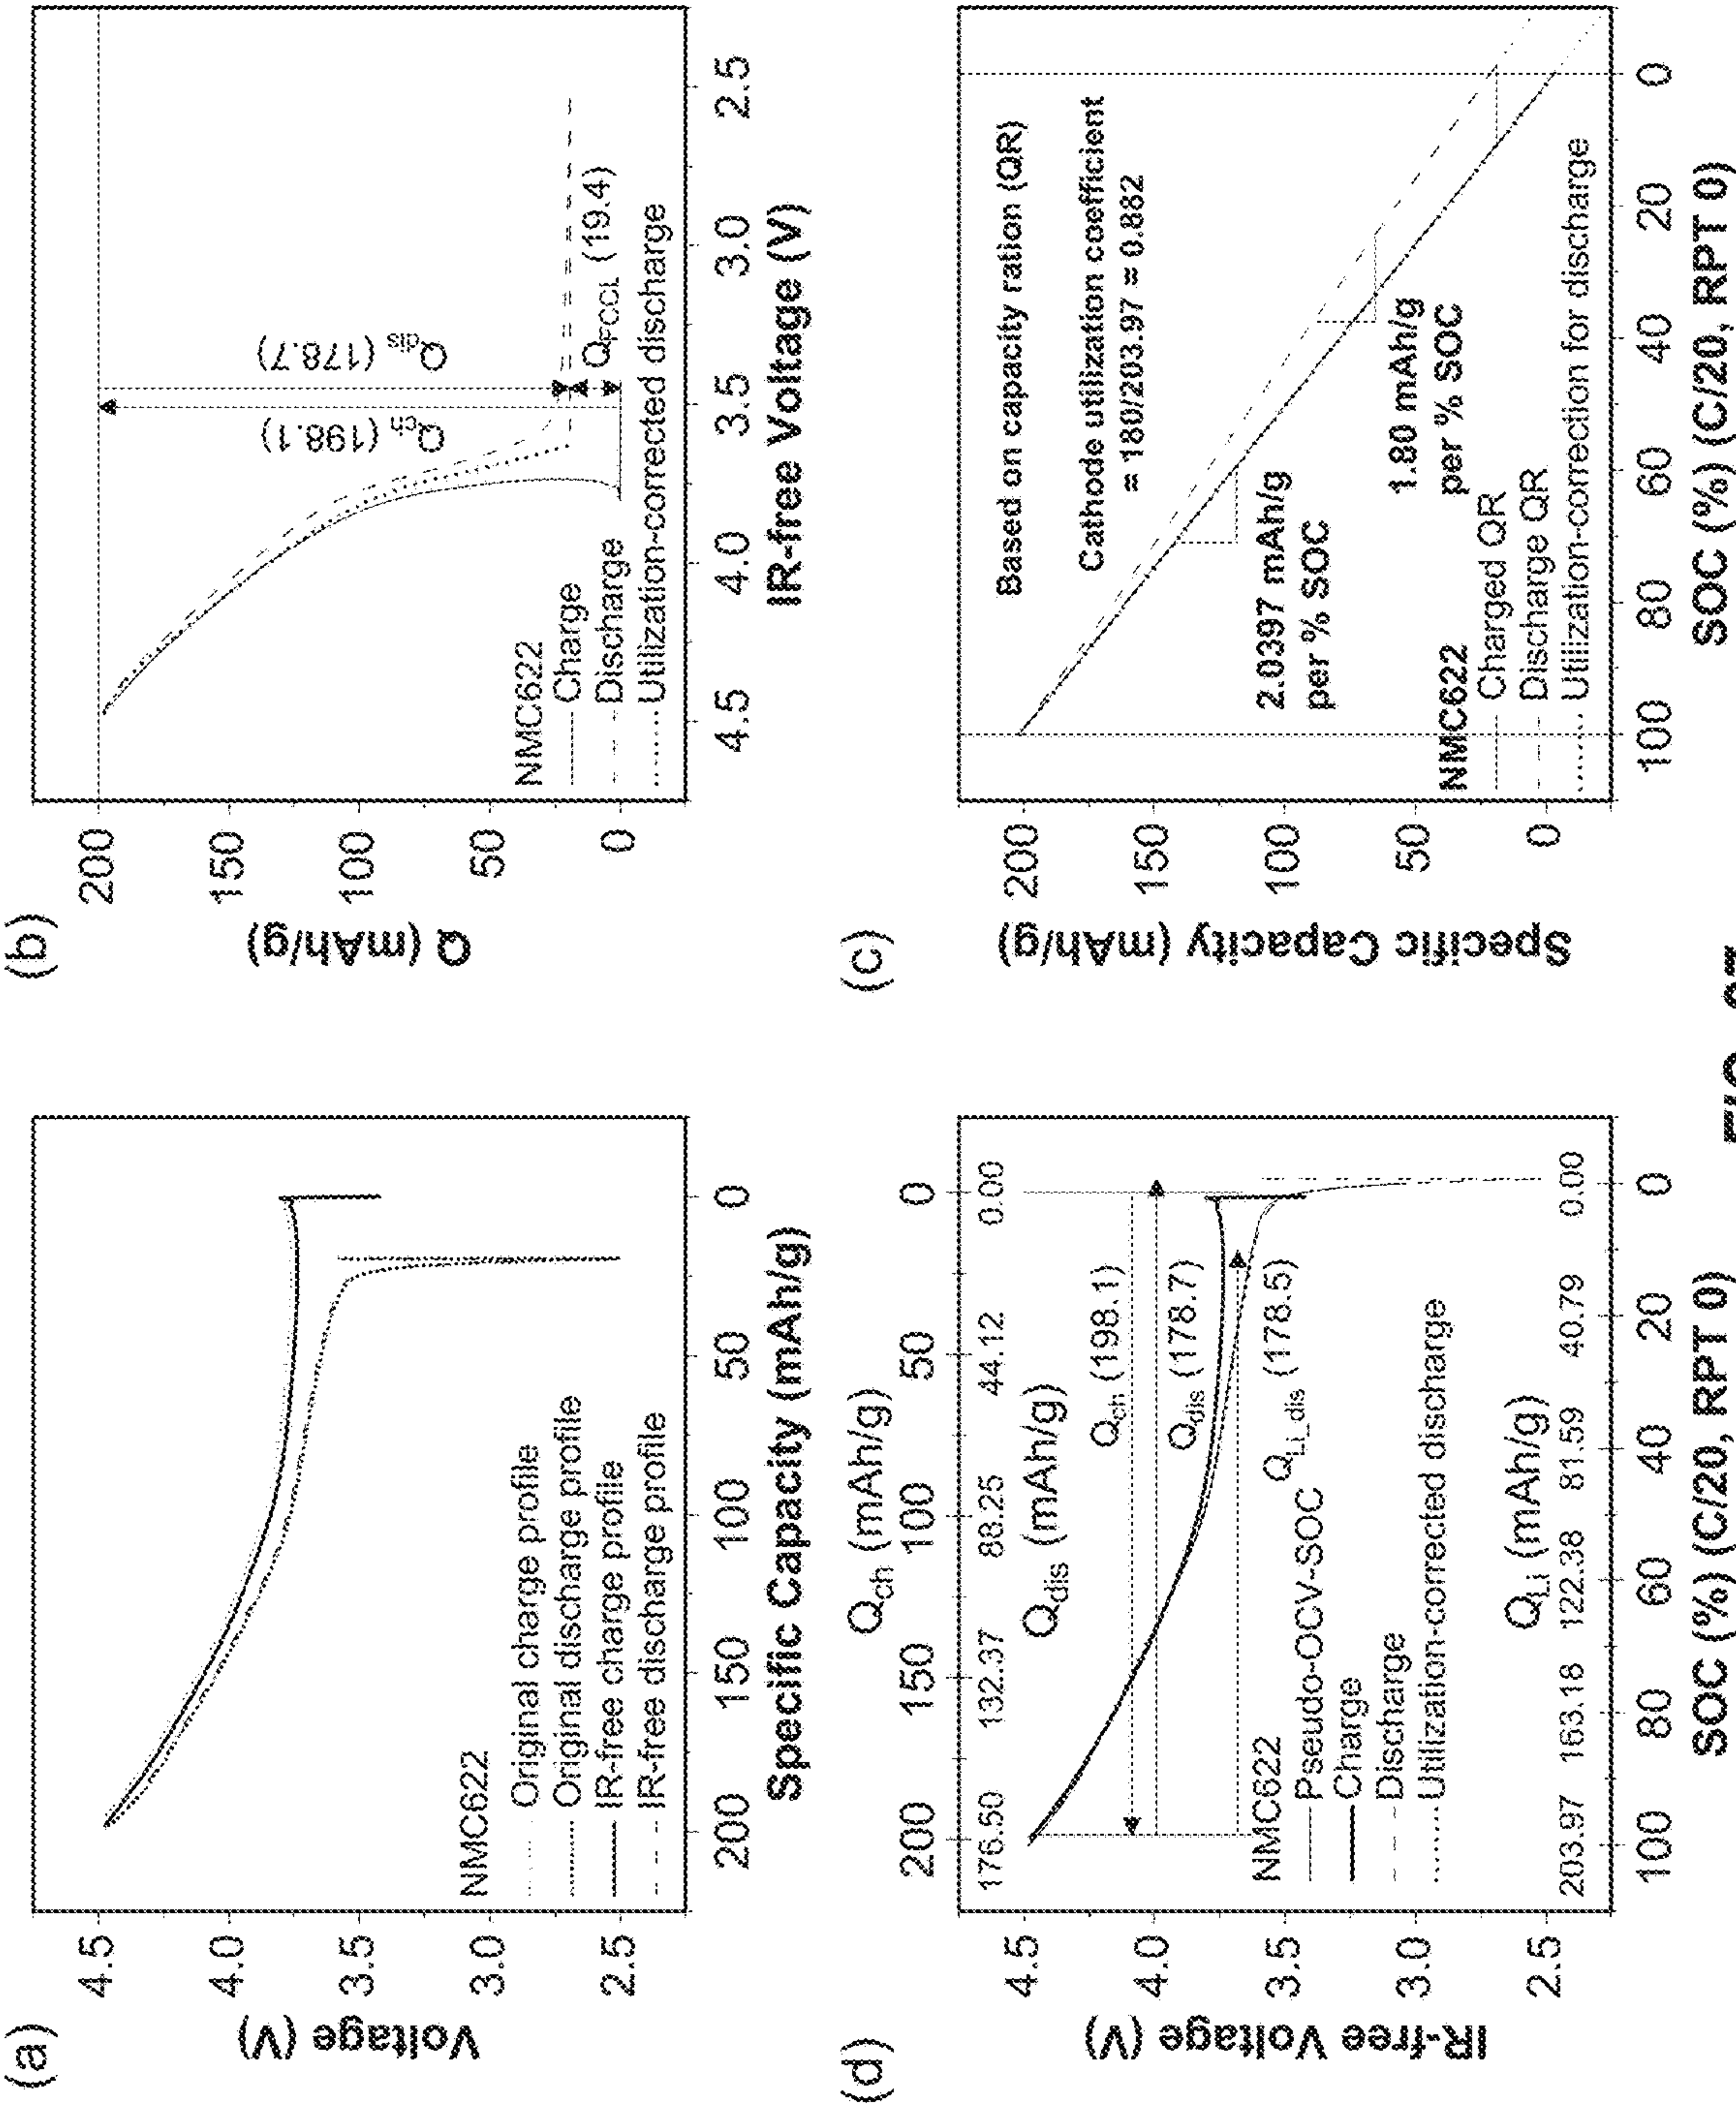 (a)
Voltage (V)
4.5
4.0
3.5
3.0
2.5
NMC622
Original charge profile
Original discharge profile
IR-free charge profile
IR-free discharge profile
200
150
100
50
0
Specific Capacity (mAh/g)
(b)
Q (mAh/g)
200
150
100
50
0
Q_ch (198.1)
Q_dis (178.7)
Q_FCCL (19.4)
NMC622
Charge
Discharge
Utilization-corrected discharge
4.5
4.0
3.5
3.0
2.5
IR-free Voltage (V)
(d)
IR-free Voltage (V)
4.5
4.0
3.5
3.0
2.5
Q_ch (mAh/g)
200
150
100
50
0
176.50
132.37
88.25
44.12
0.00
Q_dis (mAh/g)
Q_ch (198.1)
Q_dis (178.7)
Q_Li_dis (178.5)
NMC622
Pseudo-OCV-SOC
Charge
Discharge
Utilization-corrected discharge
Q_Li (mAh/g)
203.97
163.18
122.38
81.59
40.79
0.00
100
80
60
40
20
0
SOC (%) (C/20, RPT 0)
(c)
Specific Capacity (mAh/g)
200
150
100
50
0
Based on capacity ration (QR)
Cathode utilization coefficient
= 180/203.97 = 0.882
2.0397 mAh/g
per % SOC
1.80 mAh/g
per % SOC
NMC622
Charged QR
Discharge QR
Utilization-correction for discharge
100
80
60
40
20
0
SOC (%) (C/20, RPT 0)